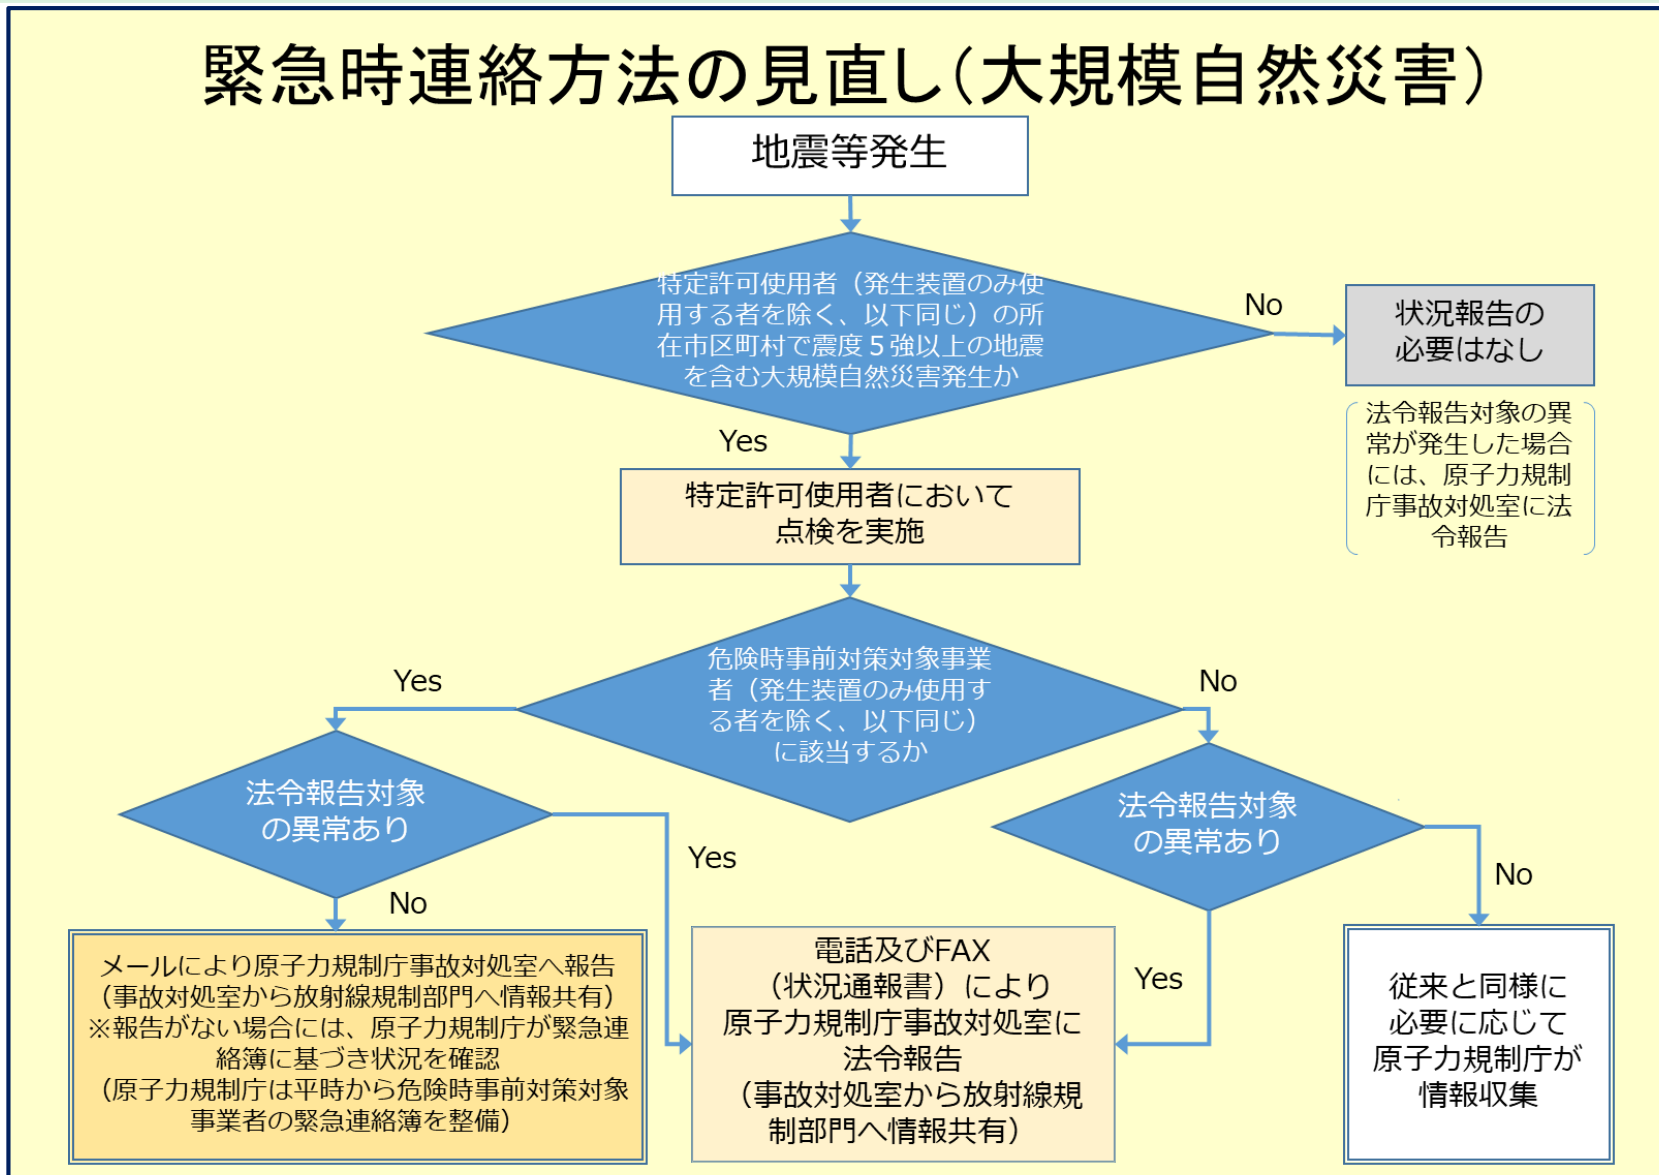 緊急時連絡方法の見直し（大規模自然災害）
地震等発生
特定許可使用者（発生装置のみ使
用する者を除く、以下同じ）の所
在市区町村で震度５強以上の地震
を含む大規模自然災害発生か
No
状況報告の
必要はなし
法令報告対象の異
常が発生した場合
には、原子力規制
庁事故対処室に法
令報告
Yes
特定許可使用者において
点検を実施
危険時事前対策対象事業
者（発生装置のみ使用す
る者を除く、以下同じ）
に該当するか
Yes
No
法令報告対象
の異常あり
法令報告対象
の異常あり
Yes
No
No
Yes
メールにより原子力規制庁事故対処室へ報告
（事故対処室から放射線規制部門へ情報共有）
※報告がない場合には、原子力規制庁が緊急連
絡簿に基づき状況を確認
（原子力規制庁は平時から危険時事前対策対象
事業者の緊急連絡簿を整備）
電話及びFAX
（状況通報書）により
原子力規制庁事故対処室に
法令報告
（事故対処室から放射線規
制部門へ情報共有）
従来と同様に
必要に応じて
原子力規制庁が
情報収集